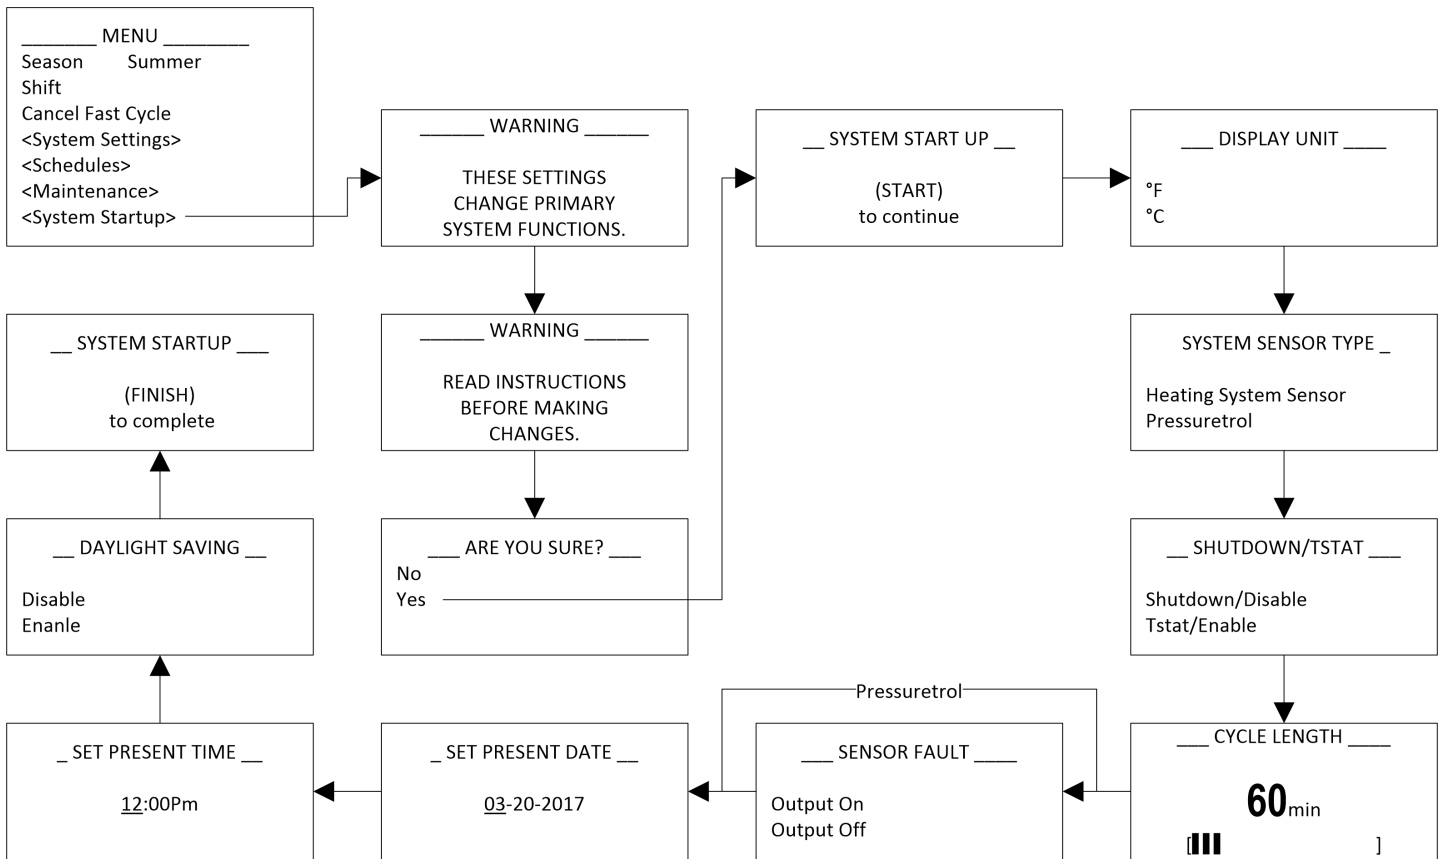 _______ MENU ________
Season Summer
Shift
Cancel Fast Cycle
<System Settings>
<Schedules>
<Maintenance>
<System Startup>
______ WARNING ______
THESE SETTINGS
CHANGE PRIMARY
SYSTEM FUNCTIONS.
______ WARNING ______
READ INSTRUCTIONS
BEFORE MAKING
CHANGES.
___ ARE YOU SURE? ___
No
Yes
__ SYSTEM START UP __
(START)
to continue
___ DISPLAY UNIT ____
°F
°C
SYSTEM SENSOR TYPE _
Heating System Sensor
Pressuretrol
__ SHUTDOWN/TSTAT ___
Shutdown/Disable
Tstat/Enable
___ CYCLE LENGTH ____
60min
[ ]
Pressuretrol
___ SENSOR FAULT ____
Output On
Output Off
_ SET PRESENT DATE __
03-20-2017
_ SET PRESENT TIME __
12:00Pm
__ DAYLIGHT SAVING __
Disable
Enanle
__ SYSTEM STARTUP ___
(FINISH)
to complete